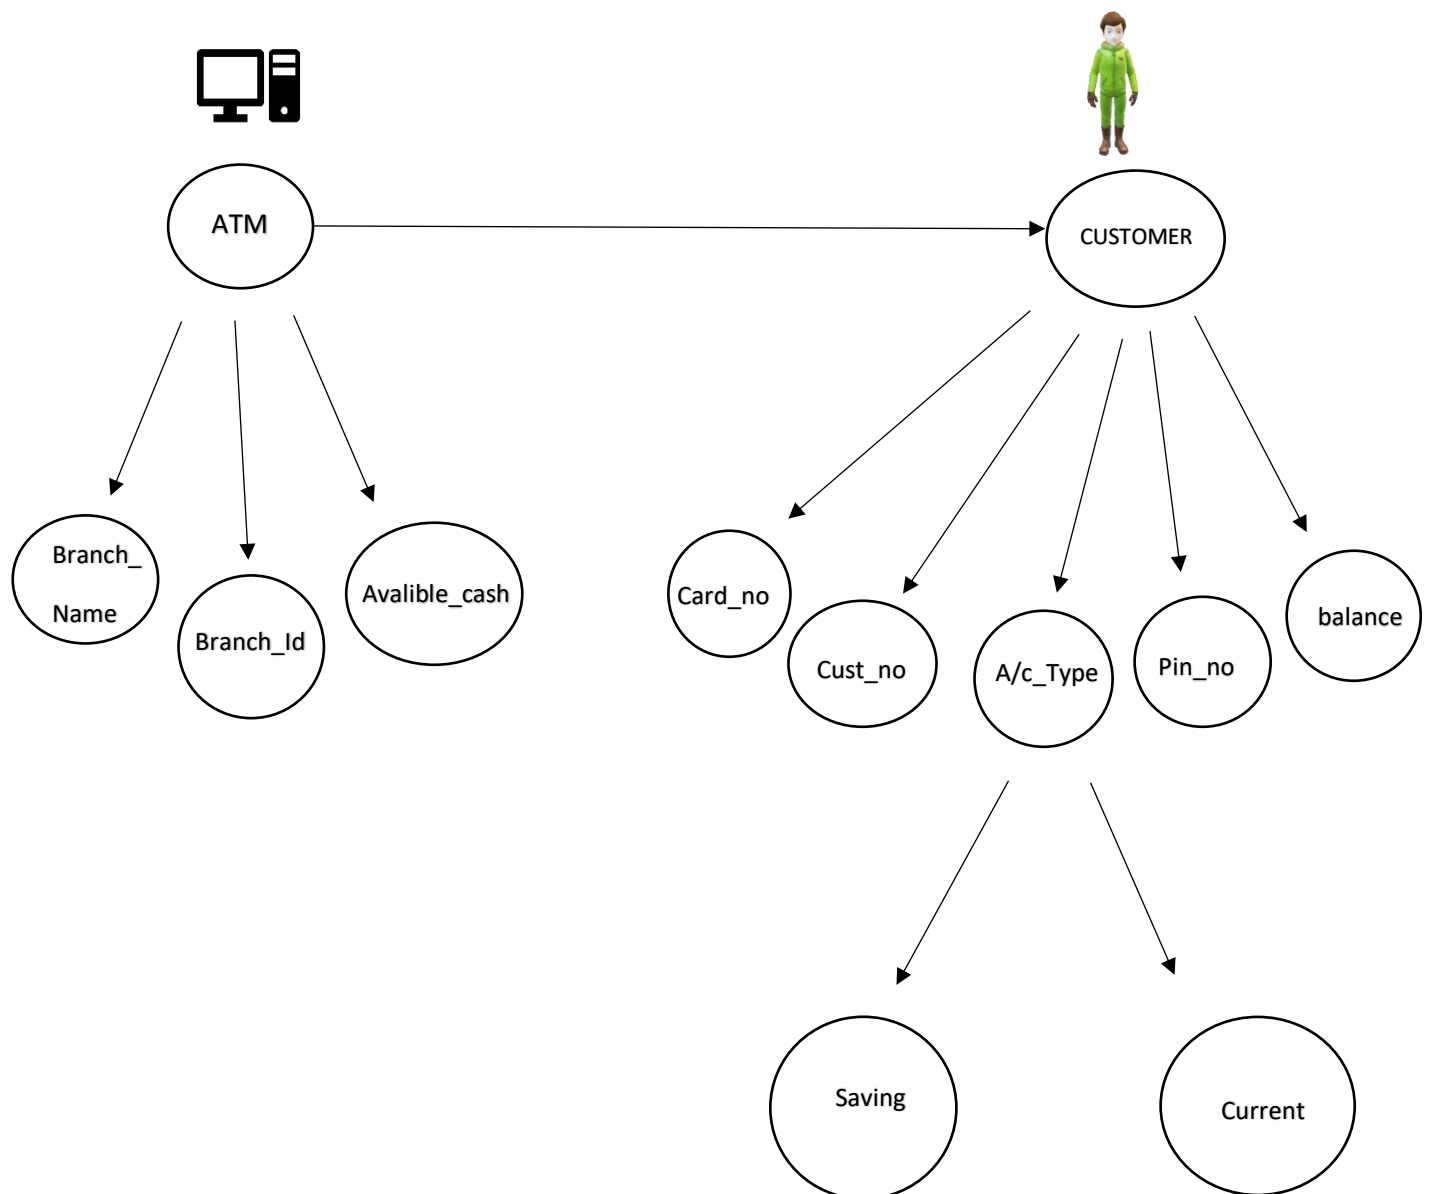 ATM
CUSTOMER
Branch_
Name
Branch_Id
Avalible_cash
Card_no
Cust_no
A/c_Type
Pin_no
balance
Saving
Current